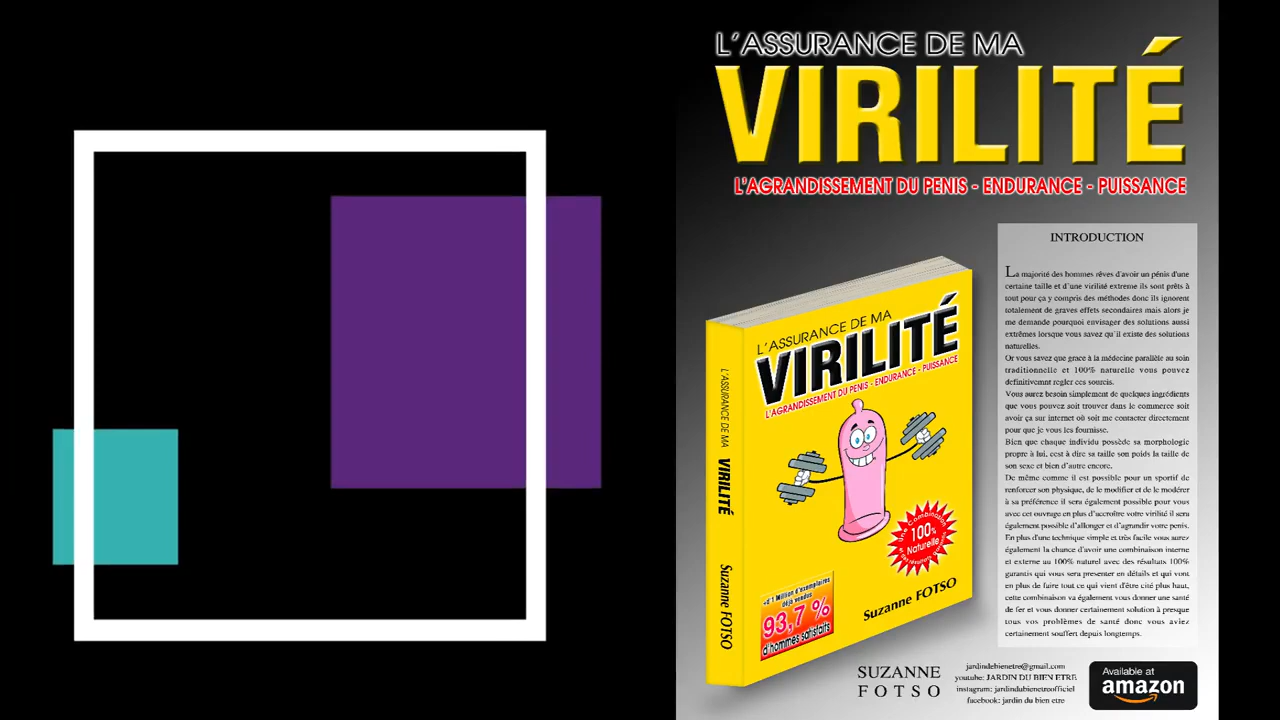 L'ASSURANCE DE MA
VIRILITÉ
L'AGRANDISSEMENT DU PENIS - ENDURANCE - PUISSANCE
INTRODUCTION
La majorité des hommes rêves d'avoir un pénis d'une
certaine taille et d'une virilité extreme ils sont prêts à
tout pour ça y compris des méthodes donc ils ignorent
totalement de graves effets secondaires mais alors je
me demande pourquoi envisager des solutions aussi
extrêmes lorsque vous savez qu'il existe des solutions
naturelles.
Or vous savez que grace à la médecine parallèle au soin
traditionnelle et 100% naturelle vous pouvez
definitivemnt regler ces soucis.
Vous aurez besoin simplement de quelques ingrédients
que vous pouvez soit trouver dans le commerce soit
avoir ça sur internet où soit me contacter directement
pour que je vous les fournisse.
Bien que chaque individu possède sa morphologie
propre à lui, cest à dire sa taille son poids la taille de
son sexe et bien d'autre encore.
De même comme il est possible pour un sportif de
renforcer son physique, de le modifier et de le modérer
à sa préférence il sera également possible pour vous
avec cet ouvrage en plus d'accroître votre virilité il sera
également possible d'allonger et d'agrandir votre penis.
En plus d'une technique simple et très facile vous aurez
également la chance d'avoir une combinaison interne
et externe au 100% naturel avec des résultats 100%
garantis qui vous sera presenter en détails et qui vont
en plus de faire tout ce qui vient d'être cité plus haut,
cette combinaison va également vous donner une santé
de fer et vous donner certainement solution à presque
tous vos problèmes de santé donc vous aviez
certainement souffert depuis longtemps.
L'ASSURANCE DE MA
VIRILITÉ
L'AGRANDISSEMENT DU PENIS - ENDURANCE - PUISSANCE
L'ASSURANCE DE MA VIRILITÉ Suzanne FOTSO
Une Combinaison
100%
Naturelle
+d'1 Million d'exemplaires
déjà vendus
93,7 %
d'hommes satisfaits
Suzanne FOTSO
SUZANNE
FOTSO
jardindebienetre@gmail.com
youtube: JARDIN DU BIEN ETRE
instagram: jardindubienetreofficiel
facebook: jardin du bien etre
Available at
amazon